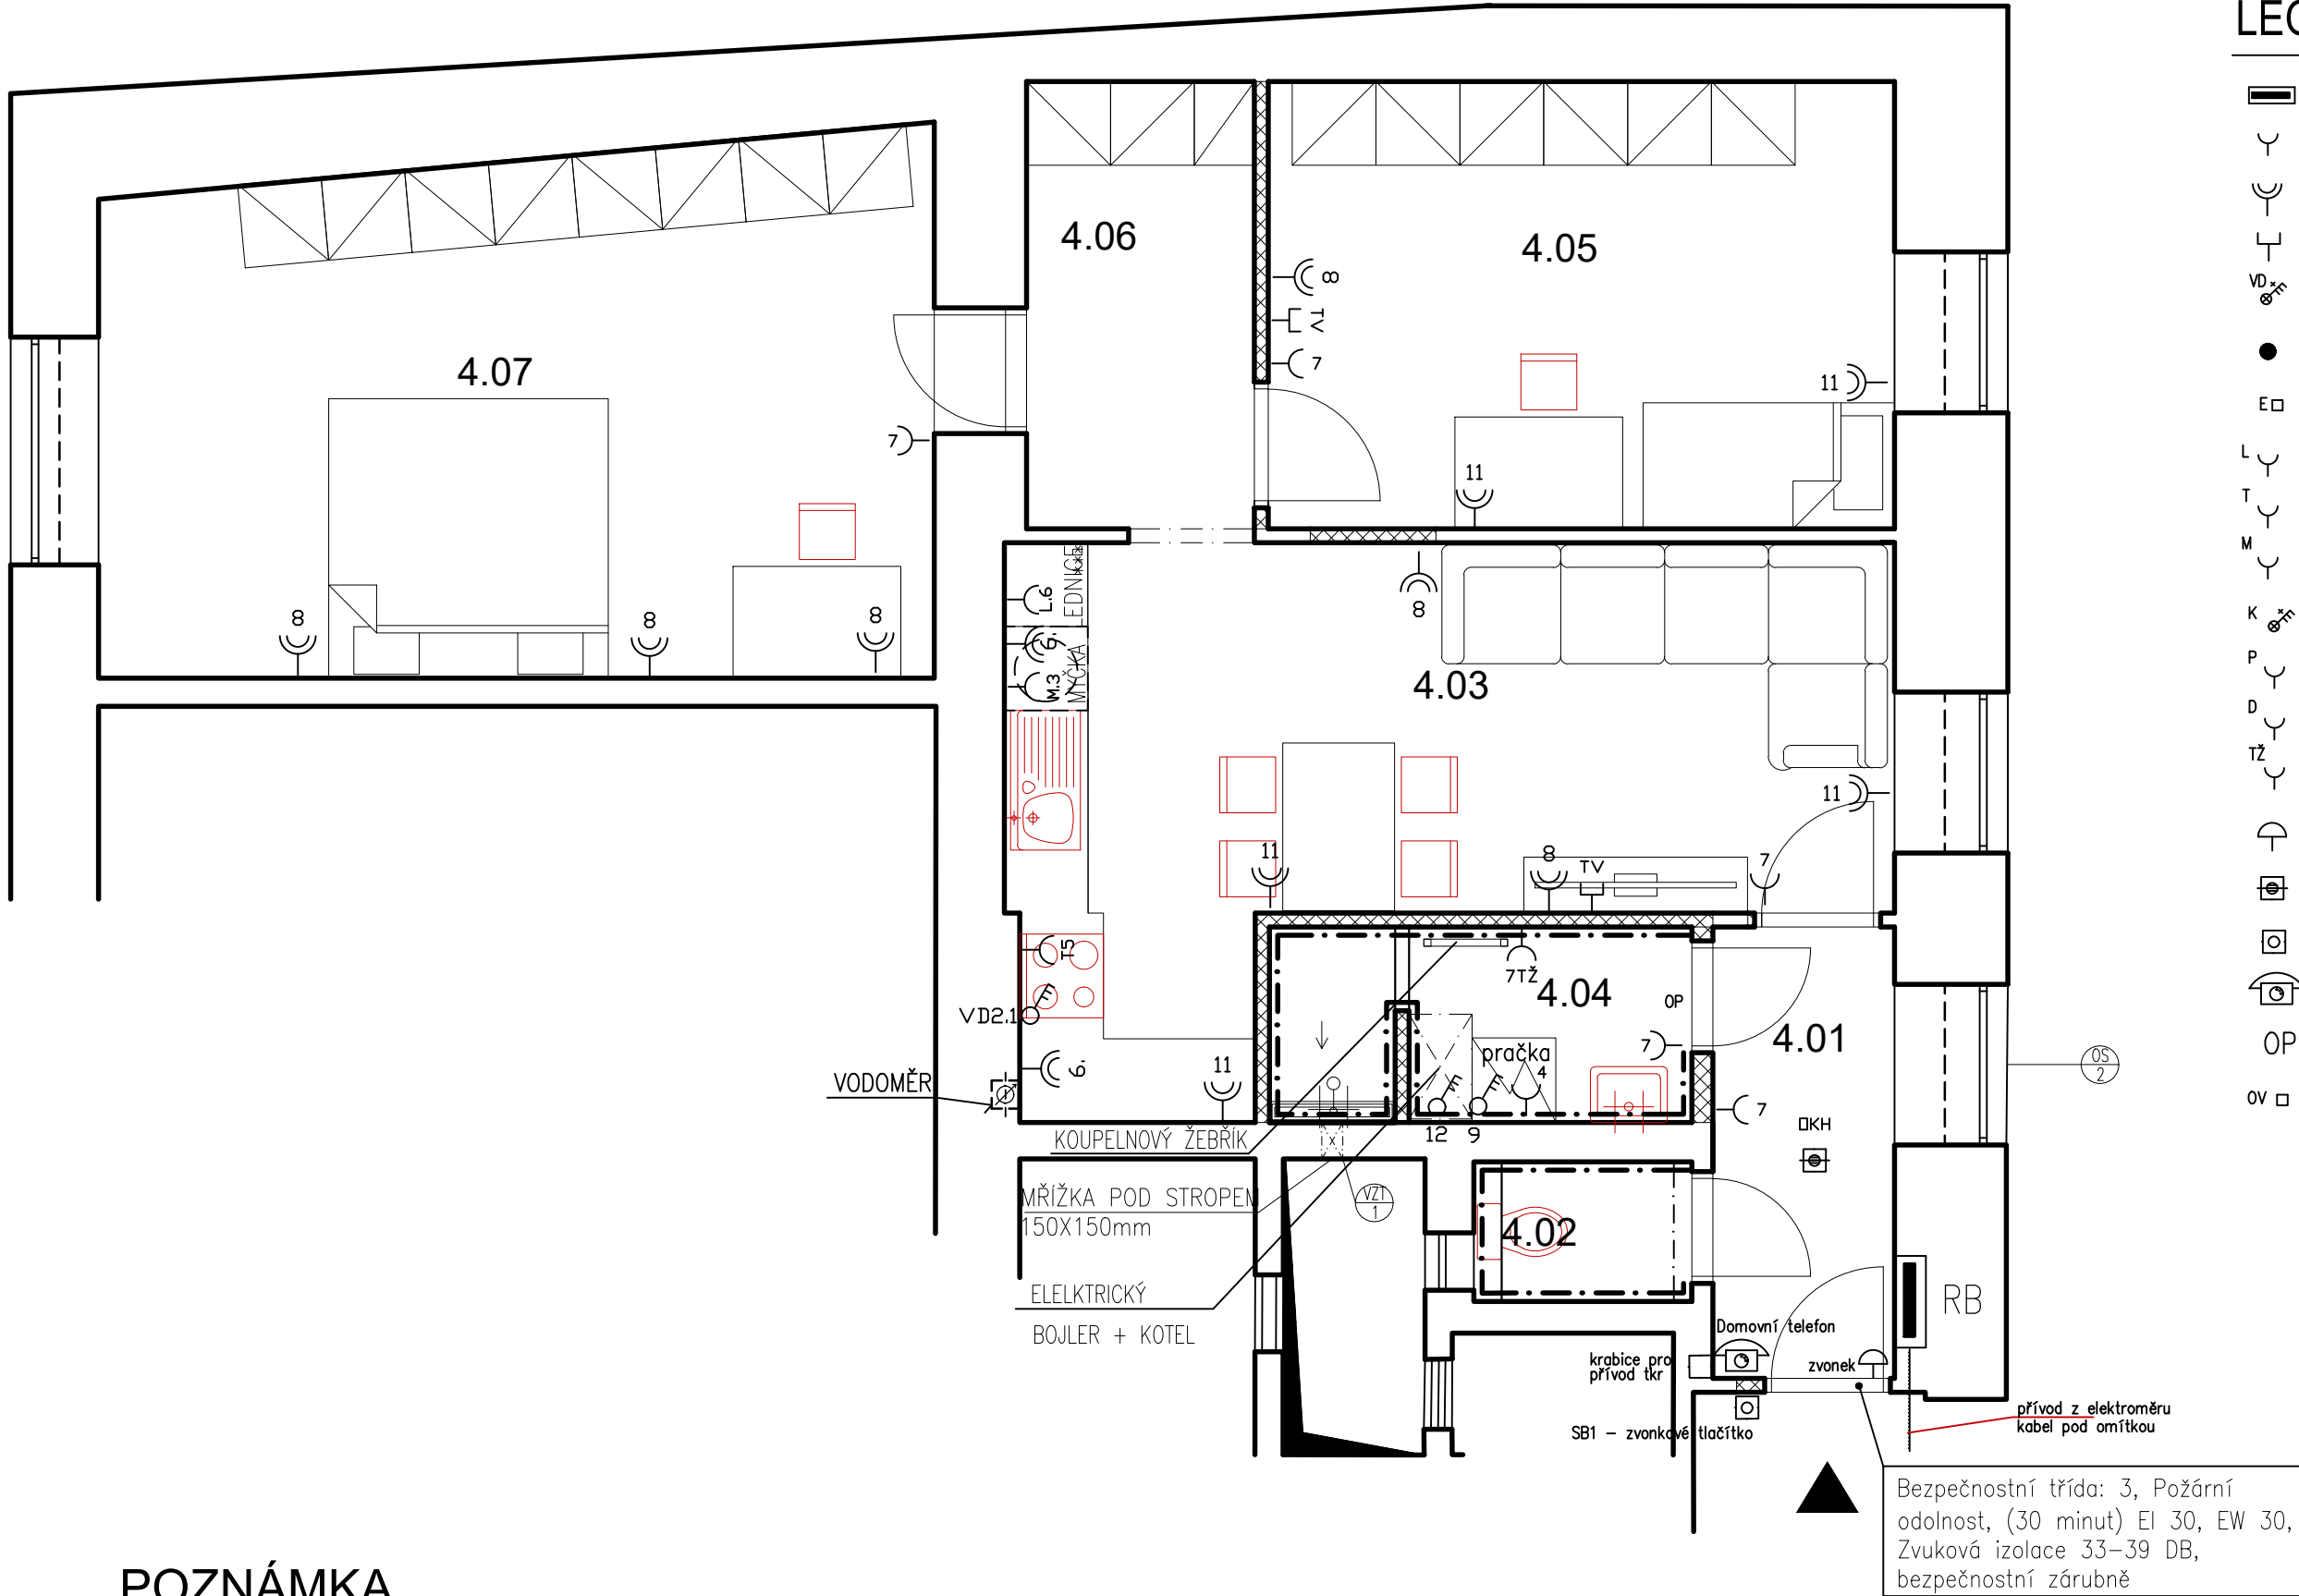 LEG
4.06
4.05
8
TV
7
VD
4.07
11
E
7
L
11
T
M
LEDNICE
L.6
8
K
8
8
8
6.
MYČKA
M.3
P
4.03
D
TŽ
11
11
8
TV
7
T5
7TŽ
4.04
OP
VD2.1
4.01
OP
pračka
7
4
6.
11
OS
2
VODOMĚR
7
OV
KH
KOUPELNOVÝ ŽEBŘÍK
12
9
MŘÍŽKA POD STROPEM
150X150mm
VZT
1
4.02
ELELKTRICKÝ
BOJLER + KOTEL
RB
Domovní telefon
krabice pro
přívod tkr
zvonek
přívod z elektroměru
kabel pod omítkou
SB1 – zvonkové tlačítko
Bezpečnostní třída: 3, Požární
odolnost, (30 minut) EI 30, EW 30,
Zvuková izolace 33–39 DB,
bezpečnostní zárubně
POZNÁMKA